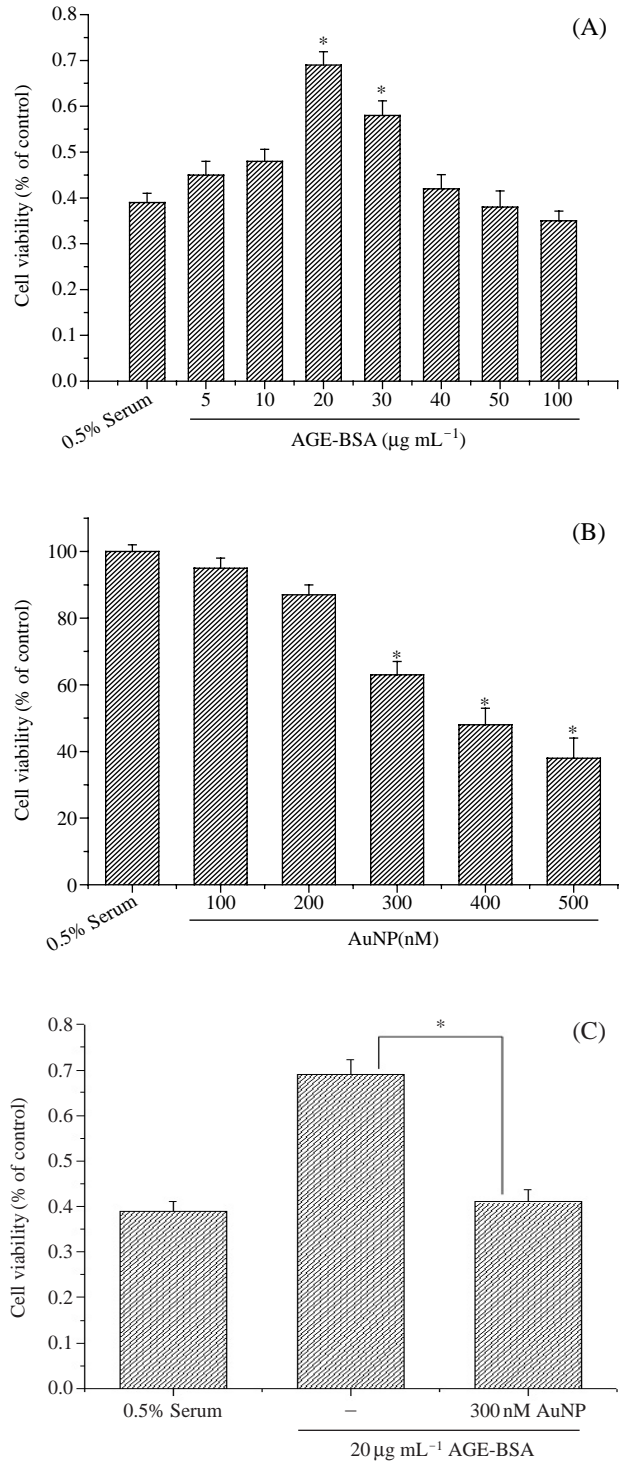 (A)
Cell viability (% of control)
0.8
0.7
0.6
0.5
0.4
0.3
0.2
0.1
0.0
* *
0.5% Serum 5 10 20 30 40 50 100
AGE-BSA (µg mL⁻¹)
(B)
Cell viability (% of control)
100
80
60
40
20
0
* * *
0.5% Serum 100 200 300 400 500
AuNP(nM)
(C)
Cell viability (% of control)
0.8
0.7
0.6
0.5
0.4
0.3
0.2
0.1
0.0
*
0.5% Serum – 300 nM AuNP
20 µg mL⁻¹ AGE-BSA